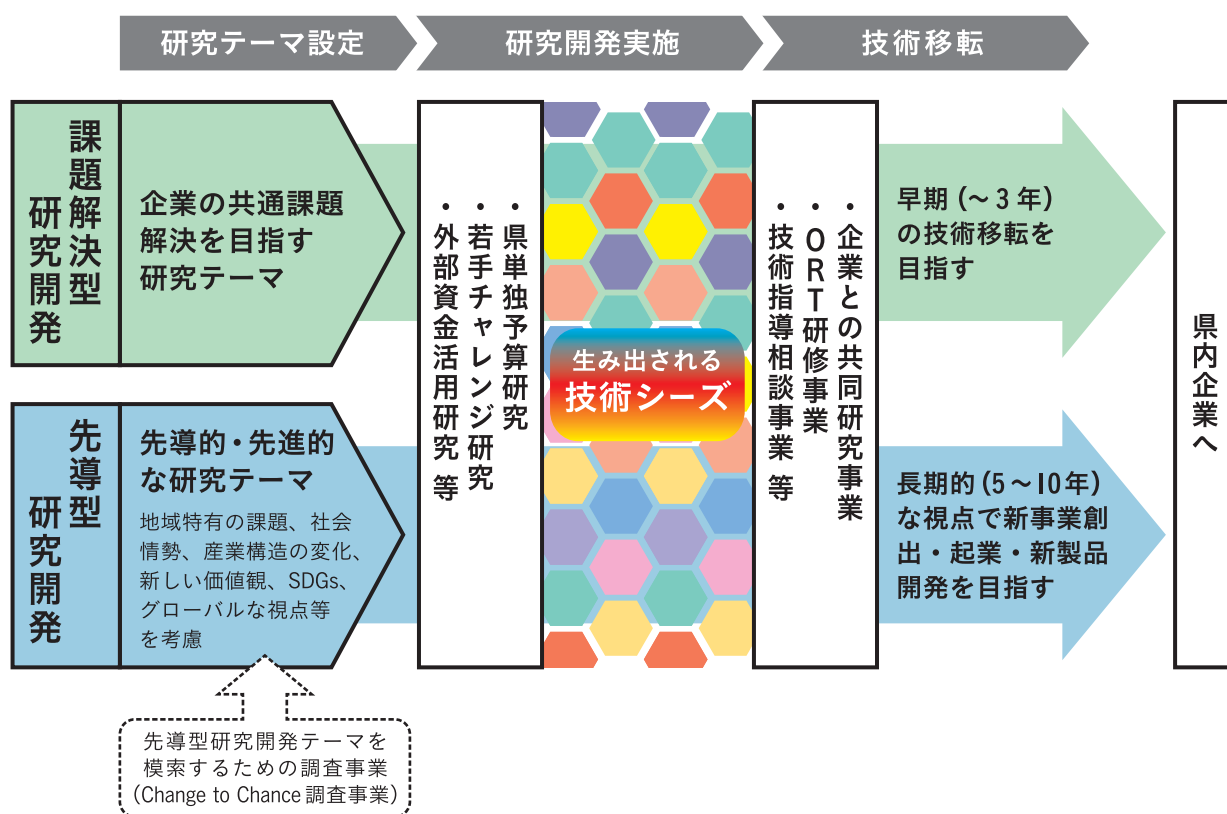 研究テーマ設定
研究開発実施
技術移転
課題解決型
研究開発
企業の共通課題
解決を目指す
研究テーマ
先導型
研究開発
先導的・先進的
な研究テーマ
地域特有の課題、社会
情勢、産業構造の変化、
新しい価値観、SDGs、
グローバルな視点等
を考慮
先導型研究開発テーマを
模索するための調査事業
(Change to Chance 調査事業)
・県単独予算研究
・若手チャレンジ研究
・外部資金活用研究 等
生み出される
技術シーズ
・企業との共同研究事業
・ORT研修事業
・技術指導相談事業 等
早期(~3年)
の技術移転を
目指す
長期的(5~10年)
な視点で新事業創
出・起業・新製品
開発を目指す
県内企業へ